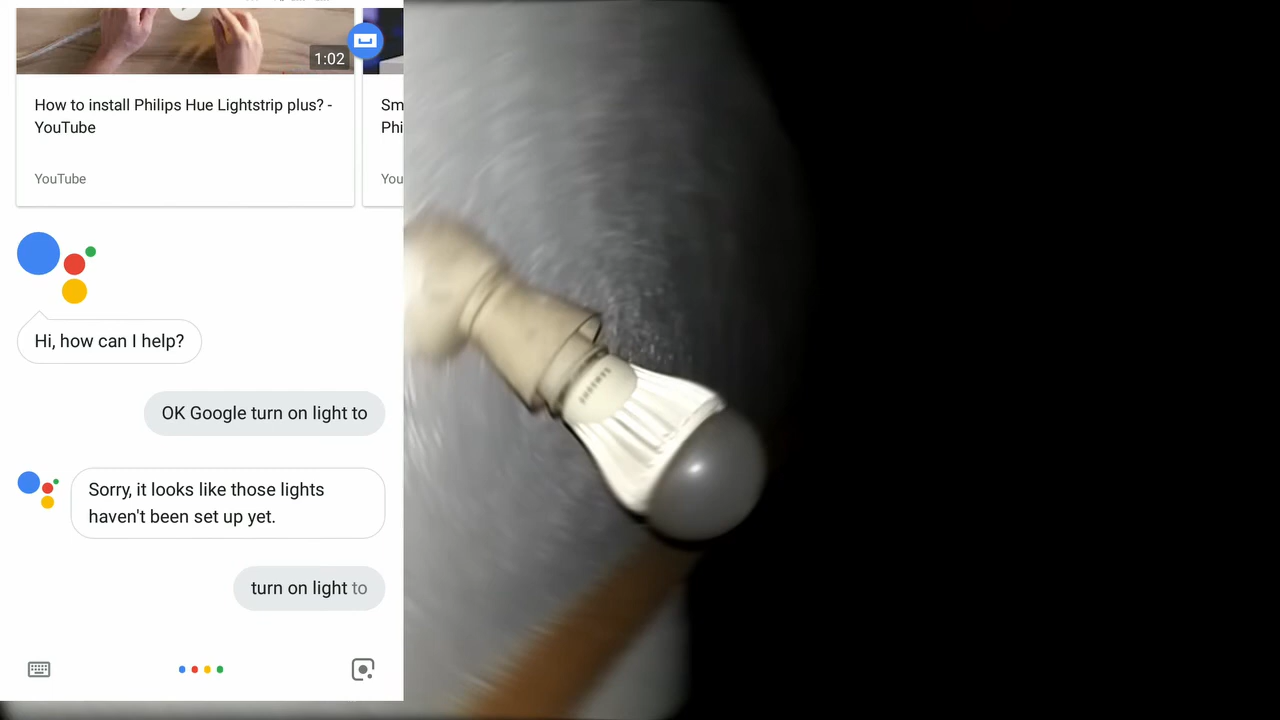 1:02
How to install Philips Hue Lightstrip plus? -
YouTube
YouTube
Sm
Phi
You
Hi, how can I help?
OK Google turn on light to
Sorry, it looks like those lights
haven't been set up yet.
turn on light to
SAMSUNG